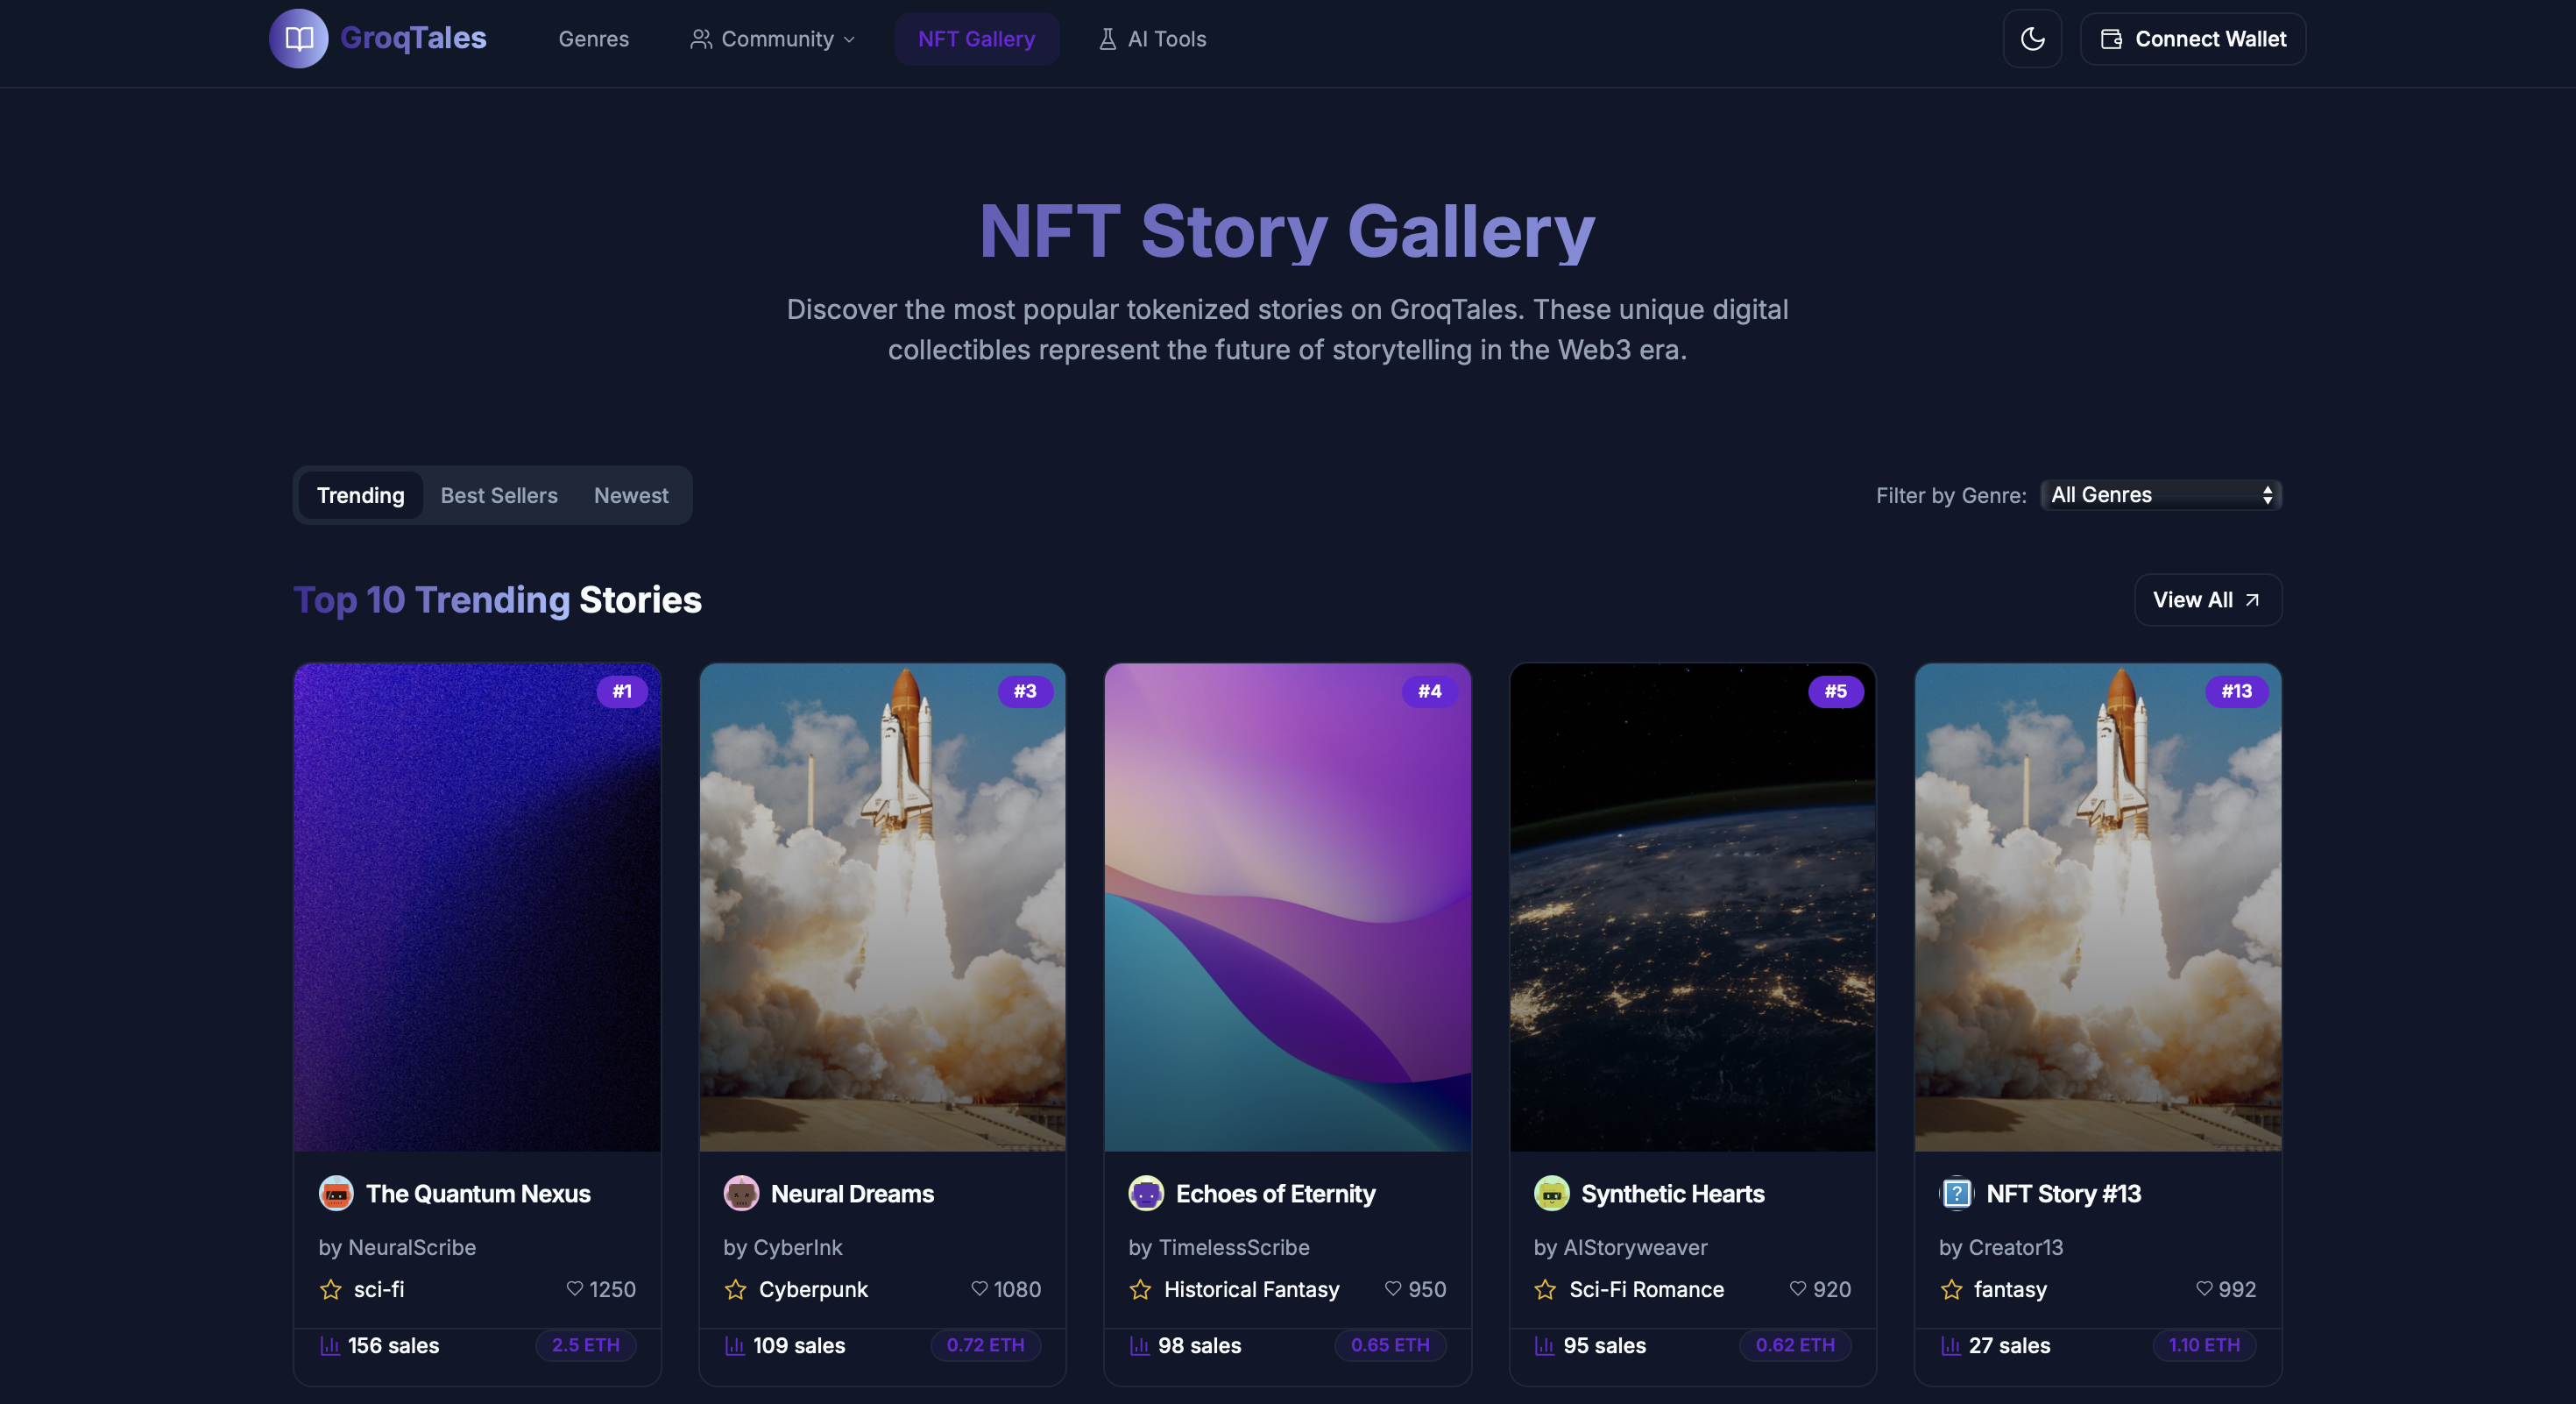 GroqTales
Genres
Community
NFT Gallery
AI Tools
Connect Wallet
NFT Story Gallery
Discover the most popular tokenized stories on GroqTales. These unique digital
collectibles represent the future of storytelling in the Web3 era.
Trending
Best Sellers
Newest
Filter by Genre:
All Genres
Top 10 Trending Stories
View All
#1
The Quantum Nexus
by NeuralScribe
sci-fi
1250
156 sales
2.5 ETH
#3
Neural Dreams
by CyberInk
Cyberpunk
1080
109 sales
0.72 ETH
#4
Echoes of Eternity
by TimelessScribe
Historical Fantasy
950
98 sales
0.65 ETH
#5
Synthetic Hearts
by AIStoryweaver
Sci-Fi Romance
920
95 sales
0.62 ETH
#13
?
NFT Story #13
by Creator13
fantasy
992
27 sales
1.10 ETH